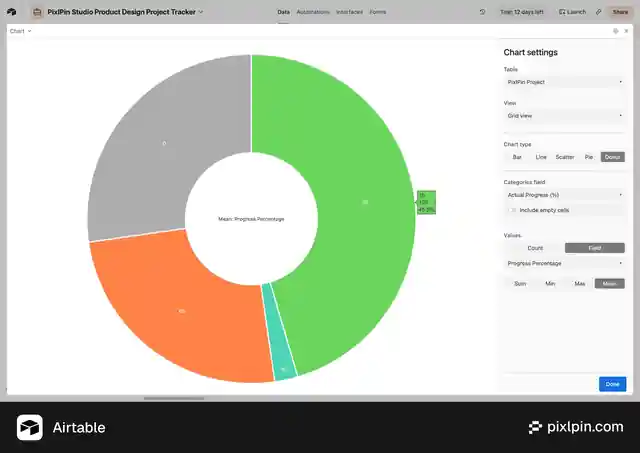 PixlPin Studio Product Design Project Tracker
Data Automations Interfaces Forms
Trial: 12 days left
Launch
Share
Chart
Mean: Progress Percentage
Chart settings
Table
PixlPin Project
View
Grid view
Chart type
Bar Line Scatter Pie Donut
Categories field
Actual Progress (%)
Include empty cells
Values
Count Field
Progress Percentage
Sum Min Max Mean
Done
Airtable
pixlpin.com